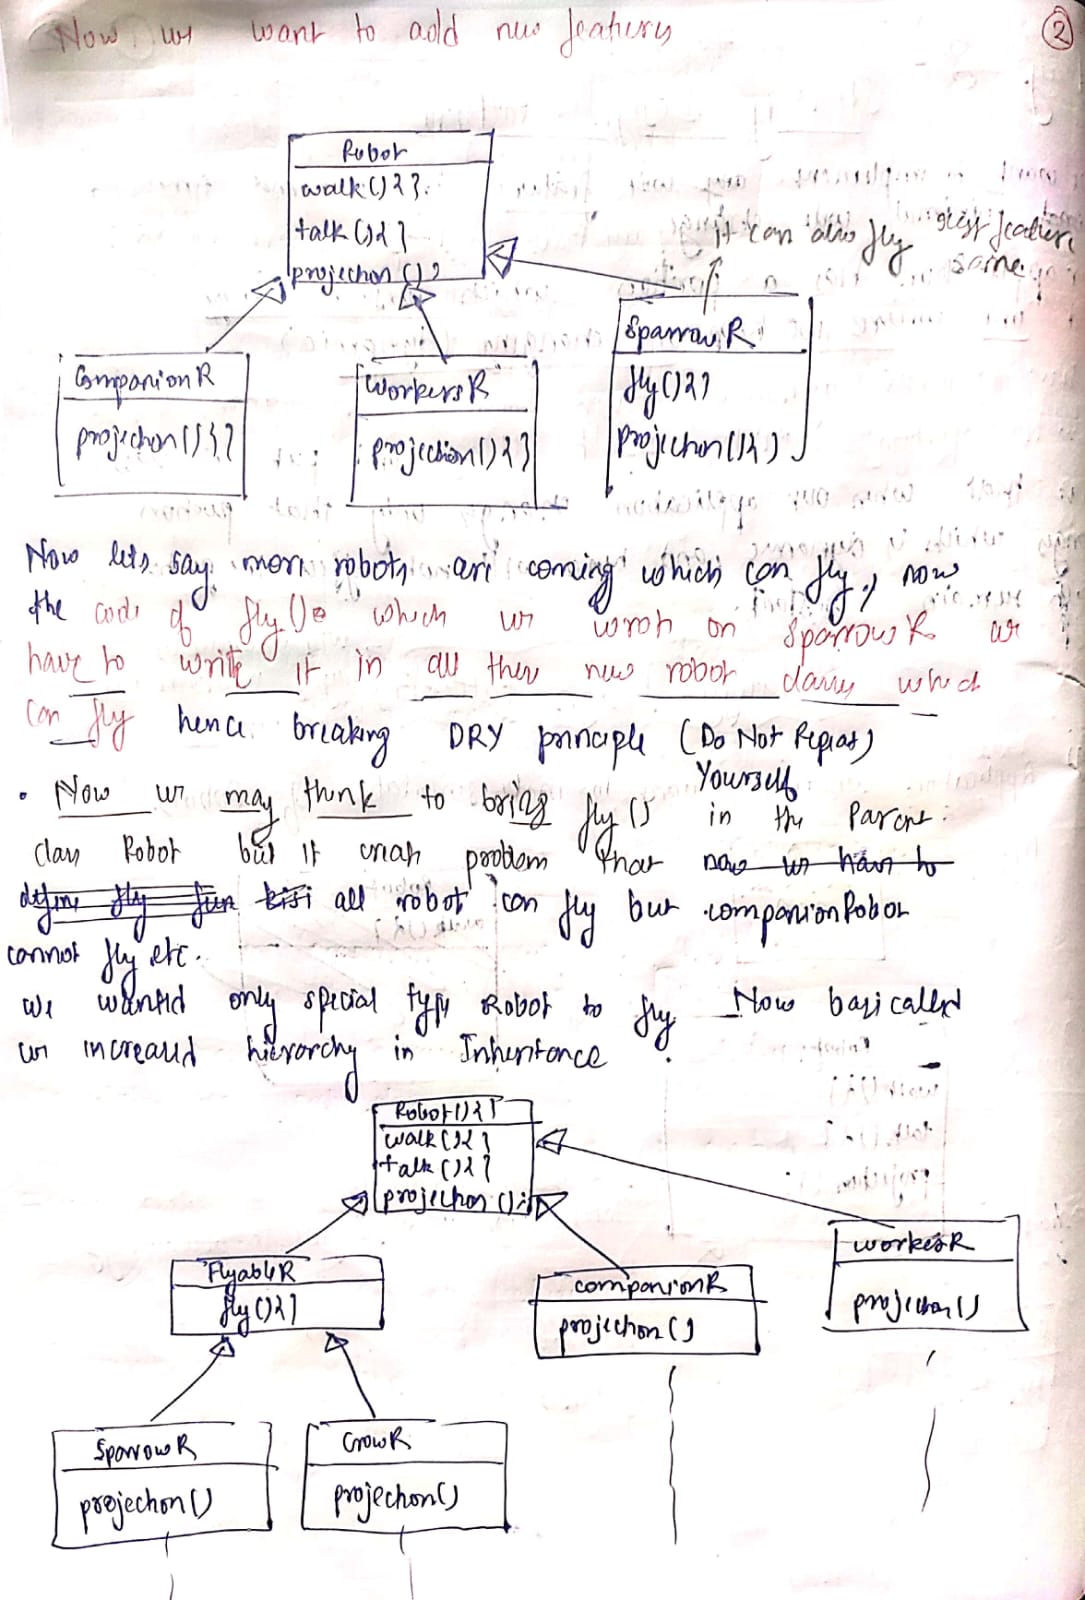 Now we want to add new features
2
Robot
walk(){}
talk(){}
projection();
it can also fly
rest feature
same
CompanionR
projection(){}
WorkersR
projection(){}
SparrowR
fly(){}
projection(){}
Now lets say more robots are coming which can fly, now
the code of fly() which we wrote on SparrowR we
have to write it in all these new robot class which
can fly hence breaking DRY principle (Do Not Repeat)
Yourself
• Now we may think to bring fly() in the Parent
class Robot but it create problem that now we have to
define fly for kisi all robot can fly but companionRobot
cannot fly etc.
We wanted only special type Robot to fly. Now basically
we increased hierarchy in Inheritance
Robot(){}
walk(){}
talk(){}
projection();
FlyableR
fly(){}
companionR
projection()
workerR
projection()
SparrowR
projection()
CrowR
projection()